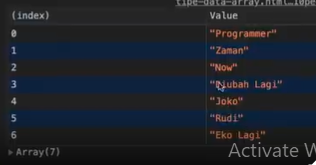 tipe-data-array.html...
(index) Value
0 "Programmer"
1 "Zaman"
2 "Now"
3 "Diubah Lagi"
4 "Joko"
5 "Rudi"
6 "Eko Lagi"
▶ Array(7)
Activate W